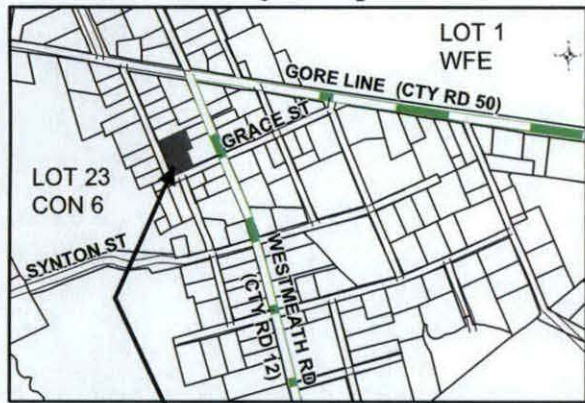 LOT 1
WFE
GORE LINE (CTY RD 50)
GRACE ST
LOT 23
CON 6
SYNTON ST
WESTMEATH RD
(CTY RD 12)